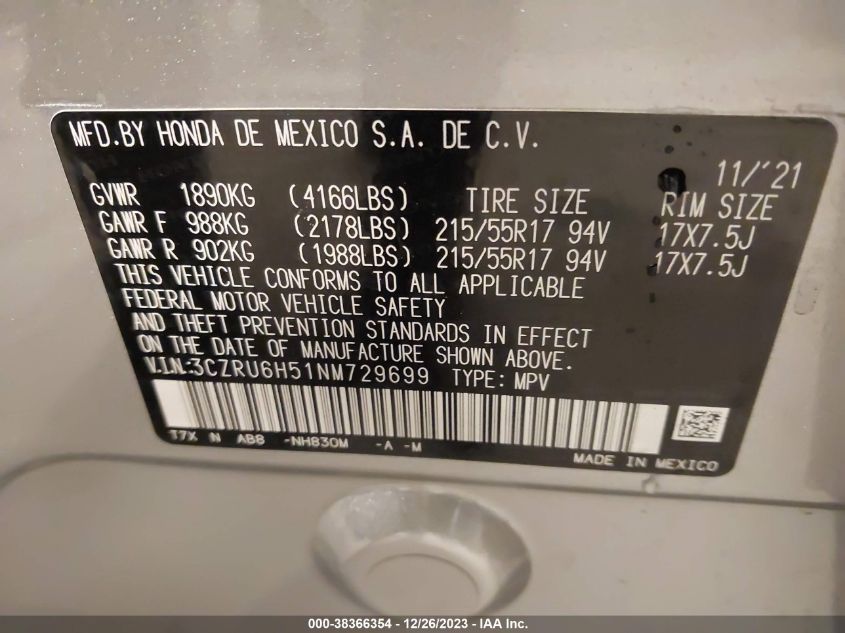 MFD.BY HONDA DE MEXICO S.A. DE C.V.
11/'21
GVWR 1890KG (4166LBS) TIRE SIZE RIM SIZE
GAWR F 988KG (2178LBS) 215/55R17 94V 17X7.5J
GAWR R 902KG (1988LBS) 215/55R17 94V 17X7.5J
THIS VEHICLE CONFORMS TO ALL APPLICABLE
FEDERAL MOTOR VEHICLE SAFETY
AND THEFT PREVENTION STANDARDS IN EFFECT
ON THE DATE OF MANUFACTURE SHOWN ABOVE.
V.I.N:3CZRU6H51NM729699 TYPE: MPV
T7X N ABB -NH830M -A -M
MADE IN MEXICO
000-38366354 - 12/26/2023 - IAA Inc.